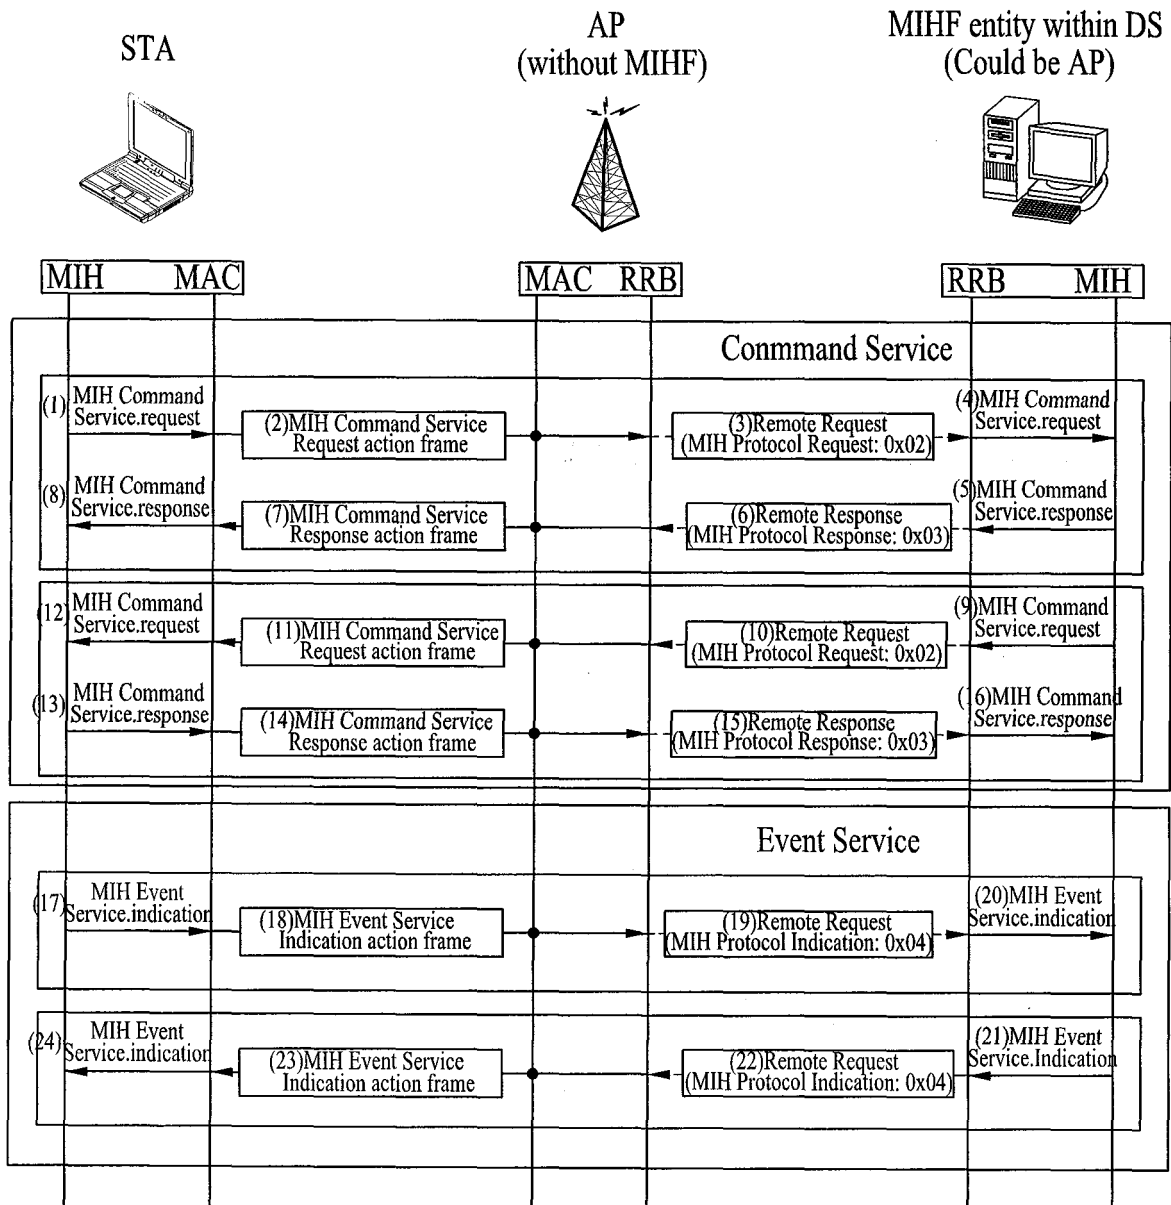 STA
AP
(without MIHF)
MIHF entity within DS
(Could be AP)
MIH MAC
MAC RRB
RRB MIH
Conmmand Service
(1) MIH Command
Service.request
(2)MIH Command Service
Request action frame
(3)Remote Request
(MIH Protocol Request: 0x02)
(4)MIH Command
Service.request
(8) MIH Command
Service.response
(7)MIH Command Service
Response action frame
(6)Remote Response
(MIH Protocol Response: 0x03)
(5)MIH Command
Service.response
(12) MIH Command
Service.request
(11)MIH Command Service
Request action frame
(10)Remote Request
(MIH Protocol Request: 0x02)
(9)MIH Command
Service.request
(13) MIH Command
Service.response
(14)MIH Command Service
Response action frame
(15)Remote Response
(MIH Protocol Response: 0x03)
(16)MIH Command
Service.response
Event Service
(17) MIH Event
Service.indication
(18)MIH Event Service
Indication action frame
(19)Remote Request
(MIH Protocol Indication: 0x04)
(20)MIH Event
Service.indication
(24) MIH Event
Service.indication
(23)MIH Event Service
Indication action frame
(22)Remote Request
(MIH Protocol Indication: 0x04)
(21)MIH Event
Service.Indication